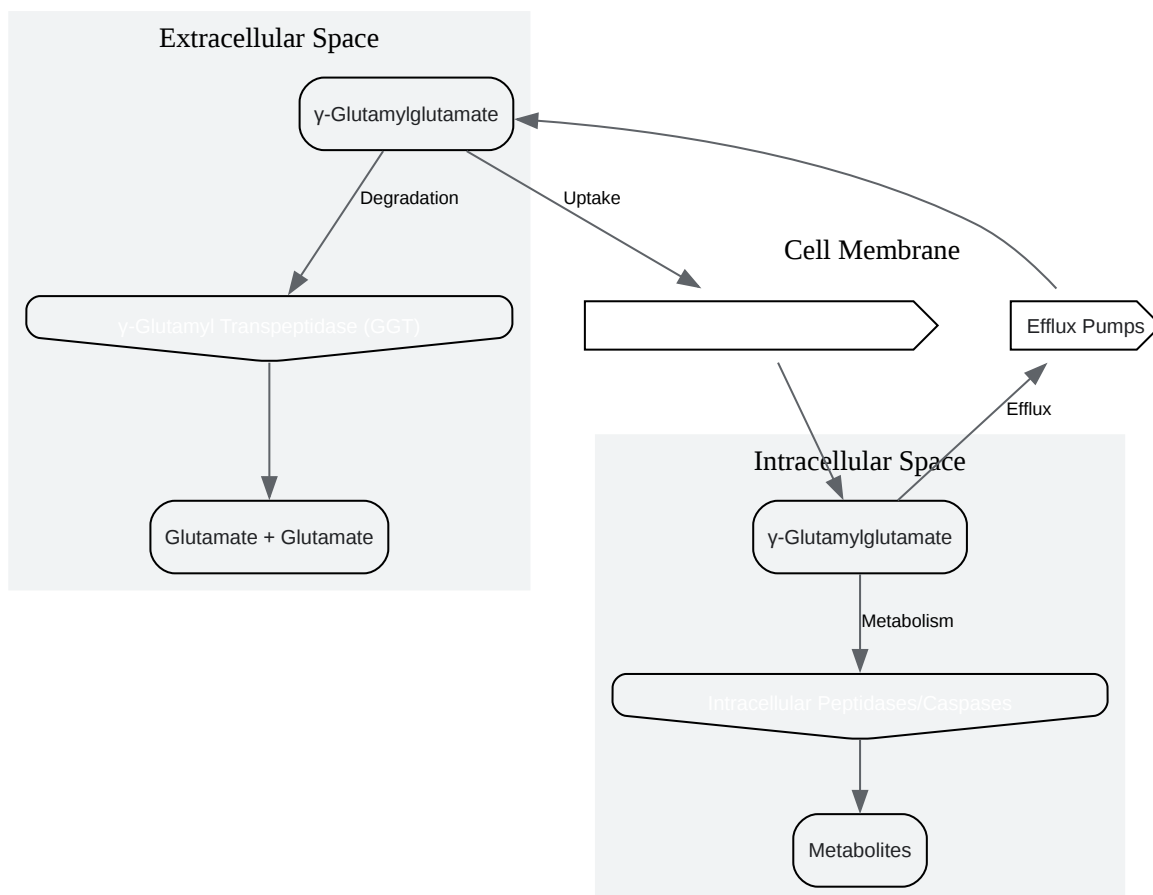 Extracellular Space
γ-Glutamylglutamate
Degradation
Uptake
Cell Membrane
γ-Glutamyl Transpeptidase (GGT)
Efflux Pumps
Efflux
Intracellular Space
Glutamate + Glutamate
γ-Glutamylglutamate
Metabolism
Intracellular Peptidases/Caspases
Metabolites